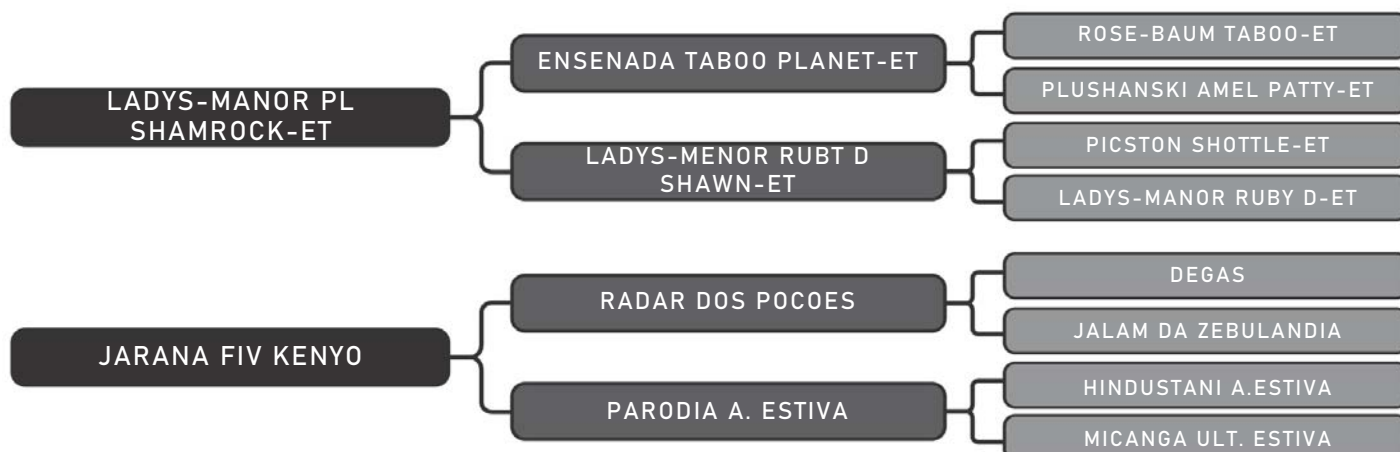 ROSE-BAUM TABOO-ET
ENSENADA TABOO PLANET-ET
PLUSHANSKI AMEL PATTY-ET
LADYS-MANOR PL
SHAMROCK-ET
PICSTON SHOTTLE-ET
LADYS-MENOR RUBT D
SHAWN-ET
LADYS-MANOR RUBY D-ET
DEGAS
RADAR DOS POCOES
JALAM DA ZEBULANDIA
JARANA FIV KENYO
HINDUSTANI A.ESTIVA
PARODIA A. ESTIVA
MICANGA ULT. ESTIVA